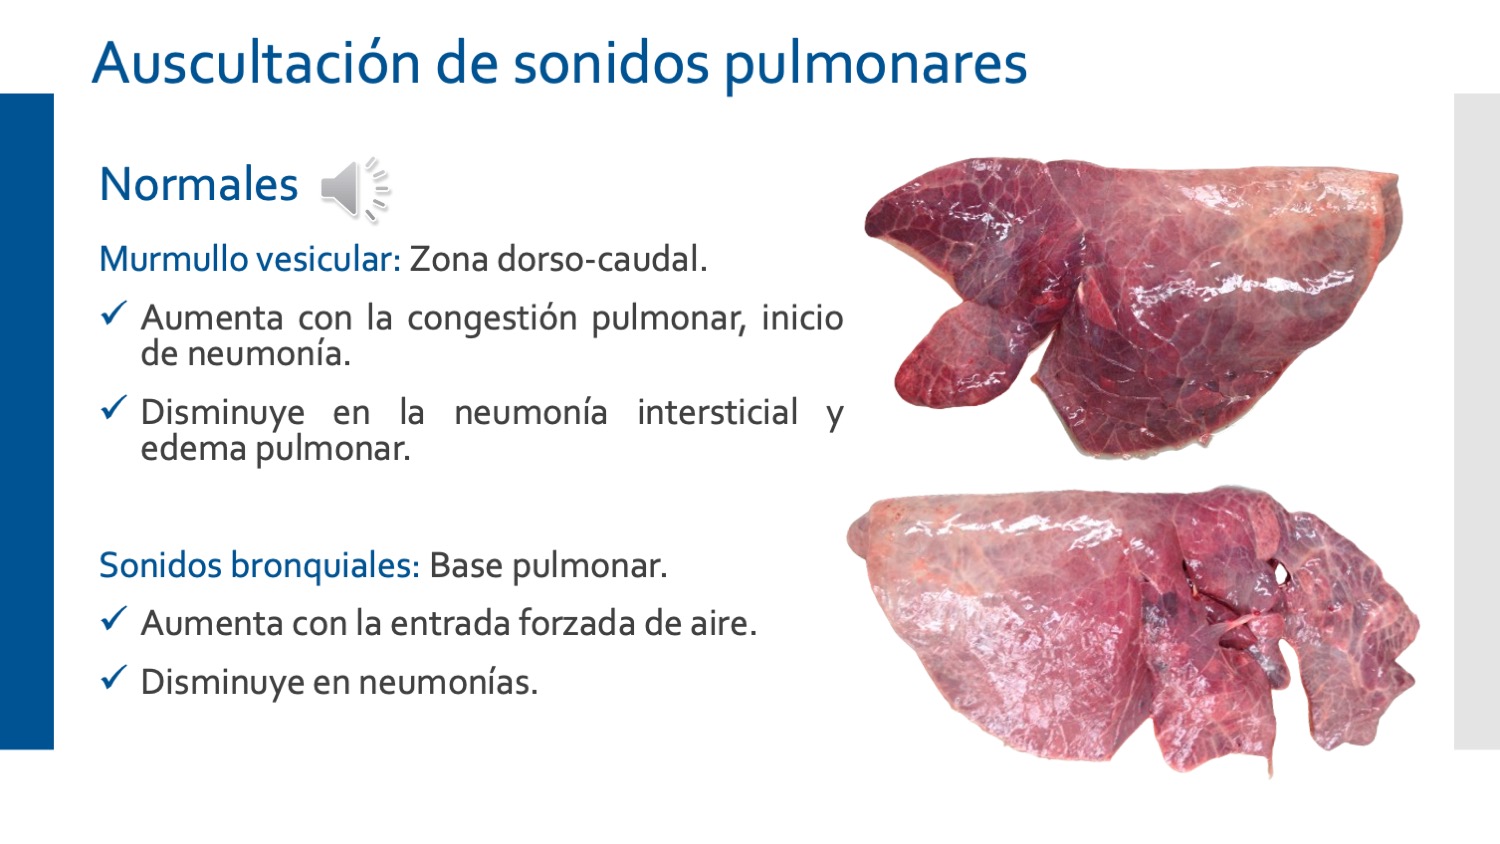 Auscultación de sonidos pulmonares
Normales
Murmullo vesicular: Zona dorso-caudal.
✓ Aumenta con la congestión pulmonar, inicio
de neumonía.
✓ Disminuye en la neumonía intersticial y
edema pulmonar.
Sonidos bronquiales: Base pulmonar.
✓ Aumenta con la entrada forzada de aire.
✓ Disminuye en neumonías.